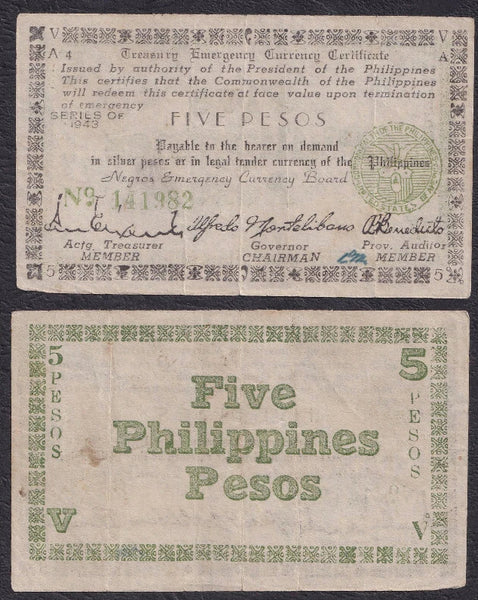 V V
A 4 Treasury Emergency Currency Certificate A
Issued by authority of the President of the Philippines
This certifies that the Commonwealth of the Philippines
will redeem this certificate at face value upon termination
of emergency
SERIES OF
1943
FIVE PESOS
Payable to the bearer on demand
in silver pesos or in legal tender currency of the Philippines
Negros Emergency Currency Board
No 141982
Alfredo Montelibano
Actg. Treasurer Governor Prov. Auditor
MEMBER CHAIRMAN MEMBER
5 5
5 PESOS V
Five
Philippines
Pesos
5 PESOS V